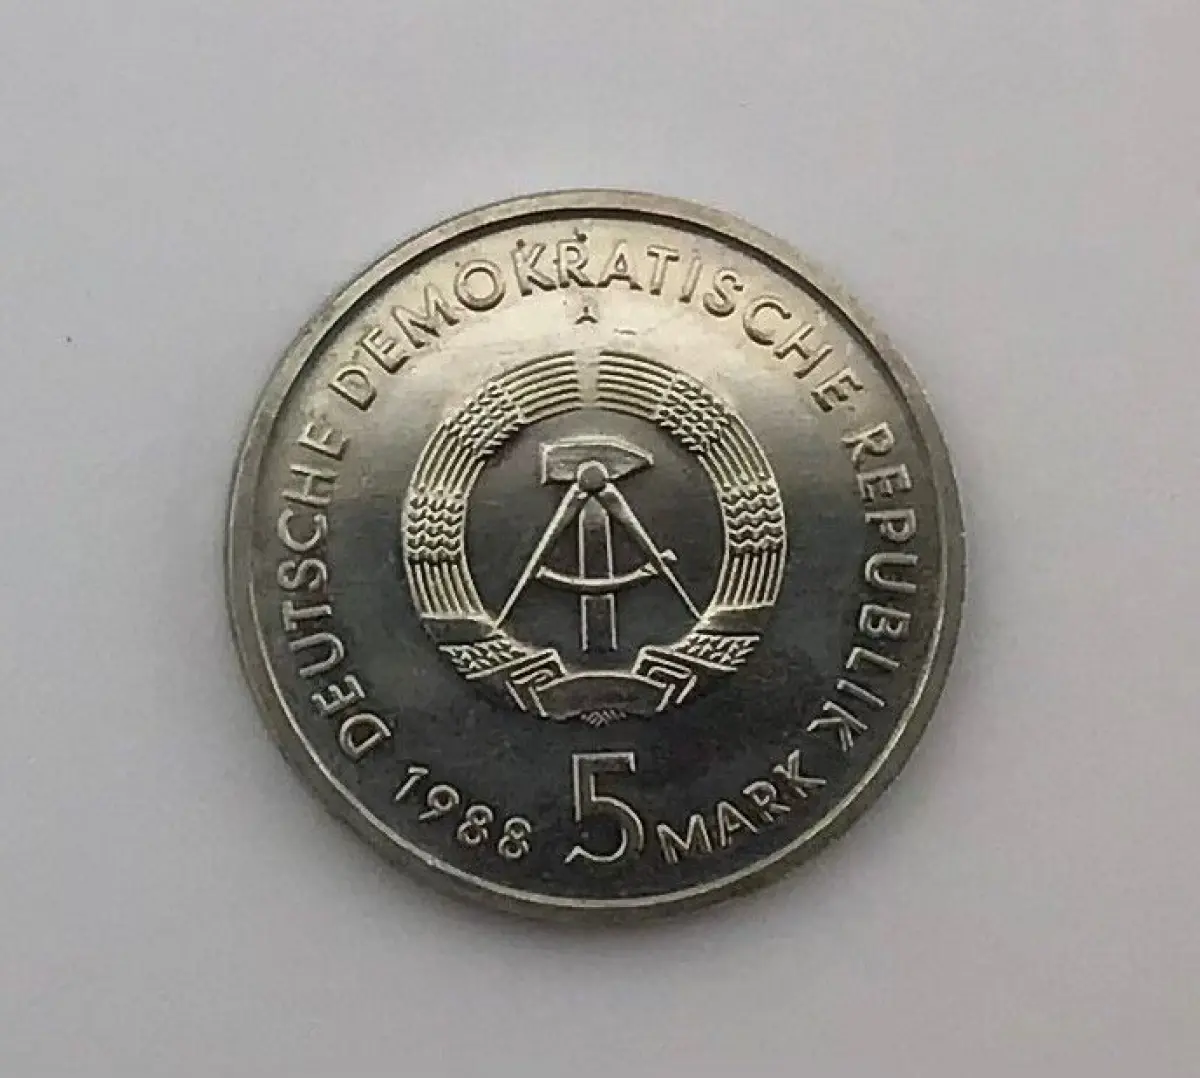 DEUTSCHE DEMOKRATISCHE REPUBLIK
A
1988 5 MARK